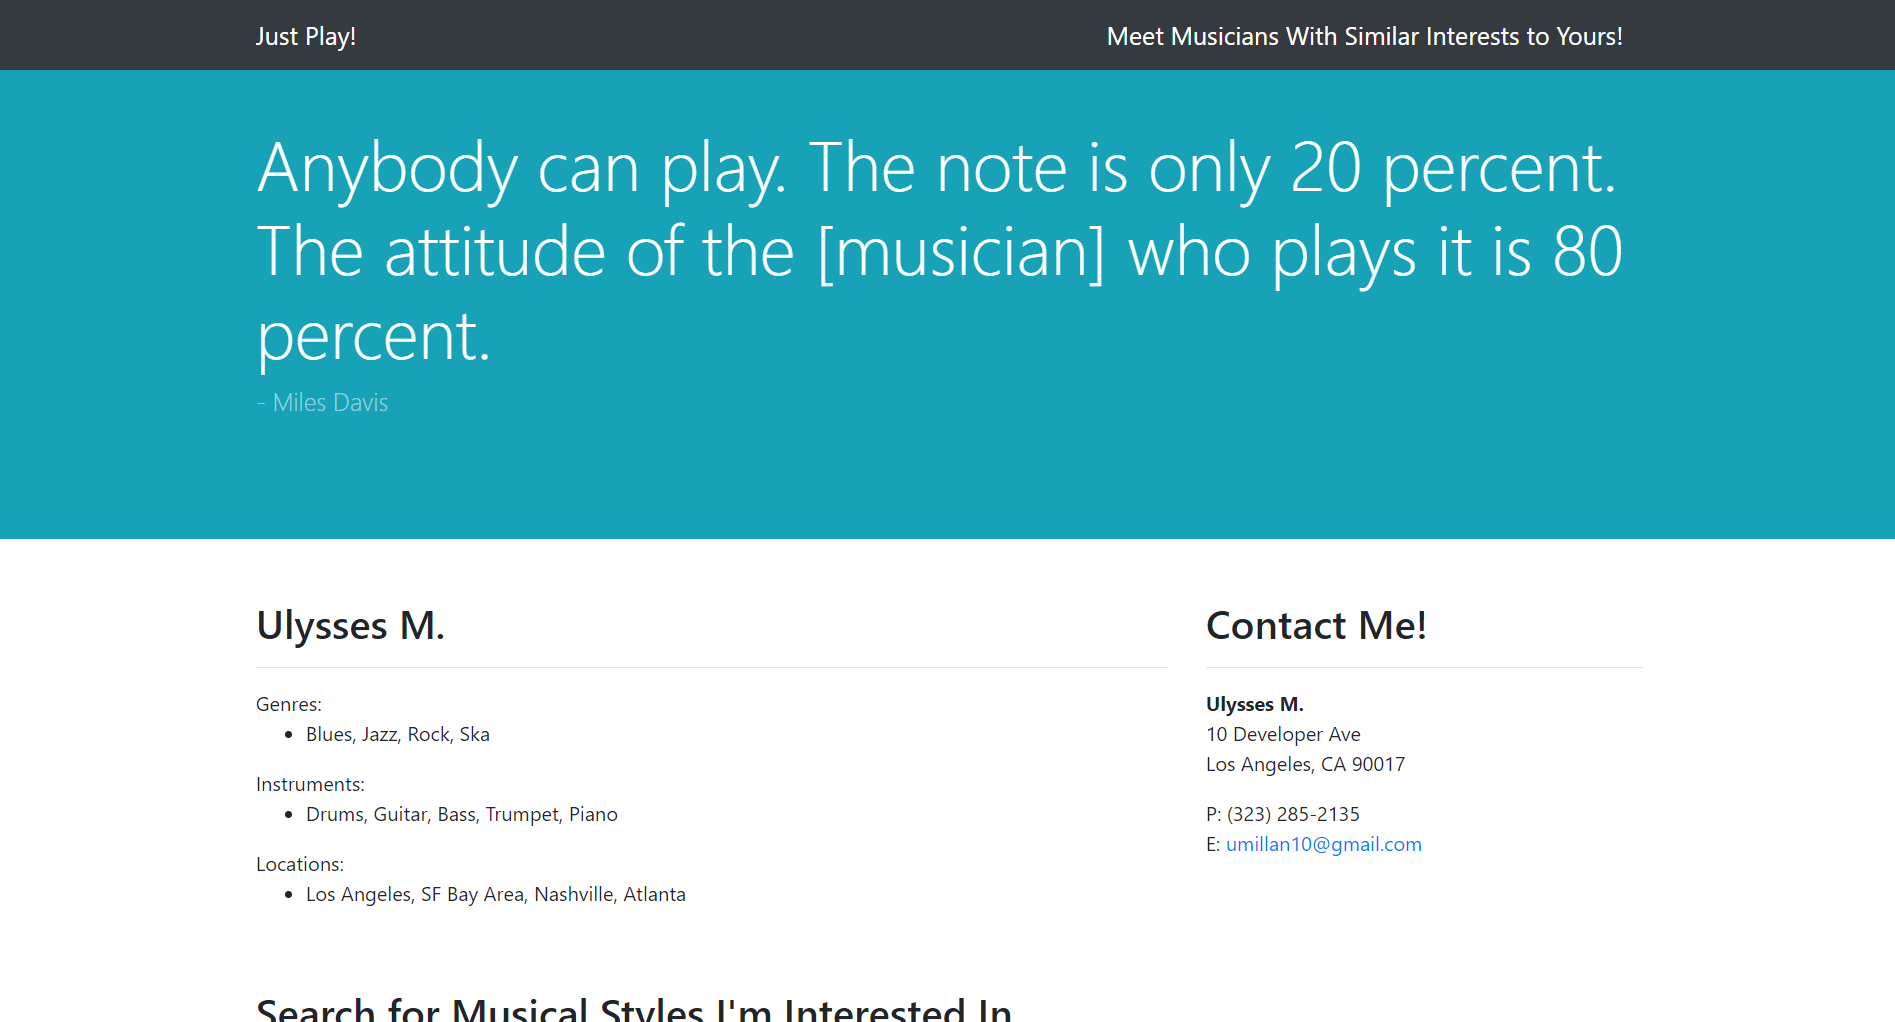 Just Play!
Meet Musicians With Similar Interests to Yours!
Anybody can play. The note is only 20 percent.
The attitude of the [musician] who plays it is 80
percent.
- Miles Davis
Ulysses M.
Genres:
Blues, Jazz, Rock, Ska
Instruments:
Drums, Guitar, Bass, Trumpet, Piano
Locations:
Los Angeles, SF Bay Area, Nashville, Atlanta
Contact Me!
Ulysses M.
10 Developer Ave
Los Angeles, CA 90017
P: (323) 285-2135
E: umillan10@gmail.com
Search for Musical Styles I'm Interested In